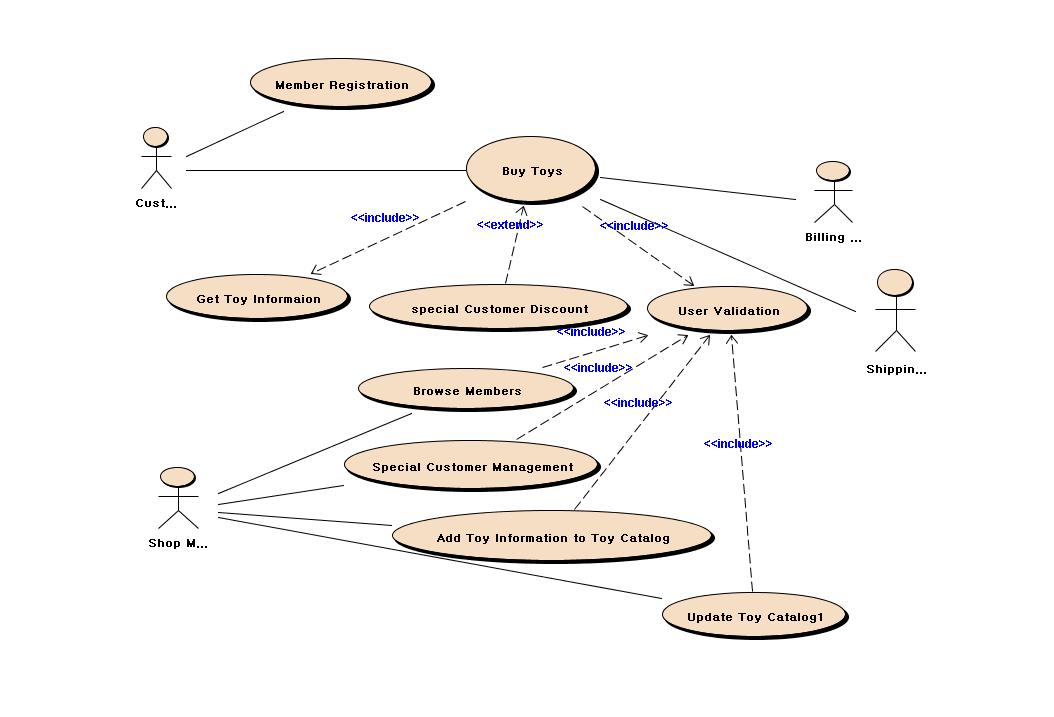 Member Registration
Buy Toys
Cust...
Billing ...
<<include>>
<<extend>>
<<include>>
Get Toy Informaion
special Customer Discount
User Validation
<<include>>
Shippin...
<<include>>
Browse Members
<<include>>
<<include>>
Special Customer Management
Shop M...
Add Toy Information to Toy Catalog
Update Toy Catalog1